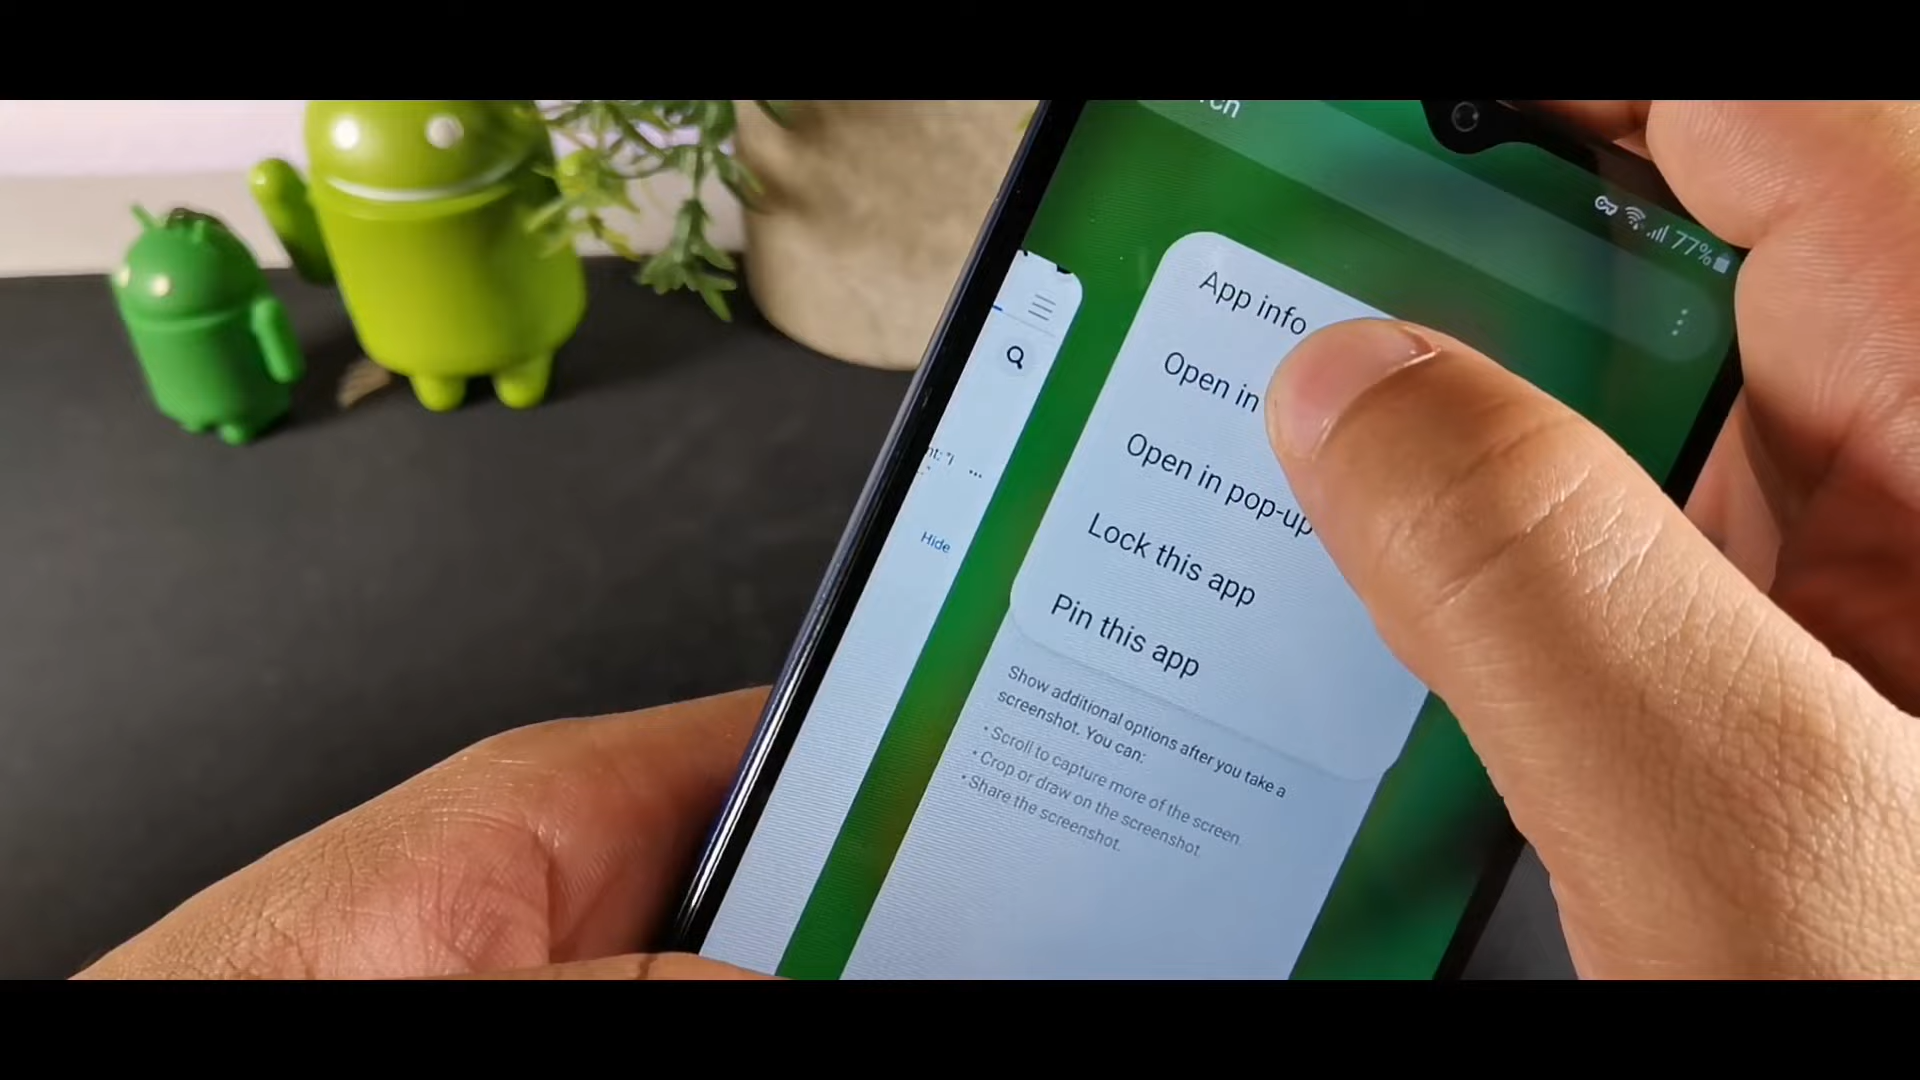 77%
App info
Open in
Open in pop-up
Lock this app
Pin this app
Hide
Show additional options after you take a
screenshot. You can:
• Scroll to capture more of the screen.
• Crop or draw on the screenshot.
• Share the screenshot.